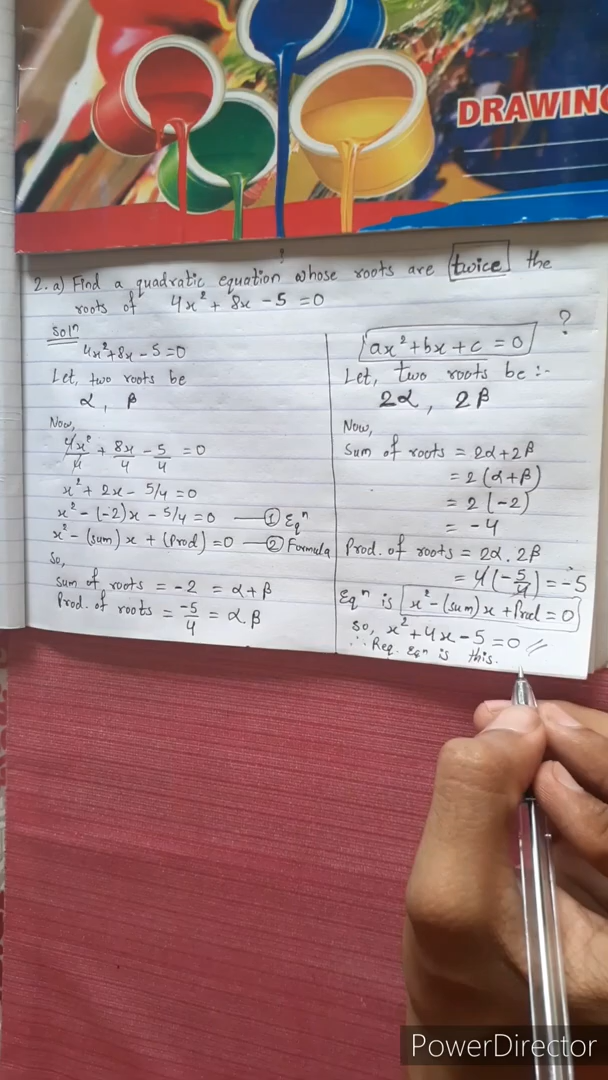 DRAWING
2. a) Find a quadratic equation whose roots are twice the
roots of 4x² + 8x - 5 = 0
Solⁿ
4x²+8x - 5 = 0
Let, two roots be
α, β
Now,
4x²/4 + 8x/4 - 5/4 = 0
x² + 2x - 5/4 = 0
x² - (-2)x - 5/4 = 0 — ① Eqⁿ
x² - (sum)x + (Prod) = 0 — ② Formula
So,
Sum of roots = -2 = α+β
Prod. of roots = -5/4 = αβ
?
ax² + bx + c = 0
Let, two roots be :-
2α, 2β
Now,
Sum of roots = 2α+2β
= 2(α+β)
= 2(-2)
= -4
Prod. of roots = 2α.2β
= 4(-5/4) = -5
Eqⁿ is x² - (sum)x + Prod = 0
So, x² + 4x - 5 = 0
∴ Req. Eqⁿ is this.
PowerDirector